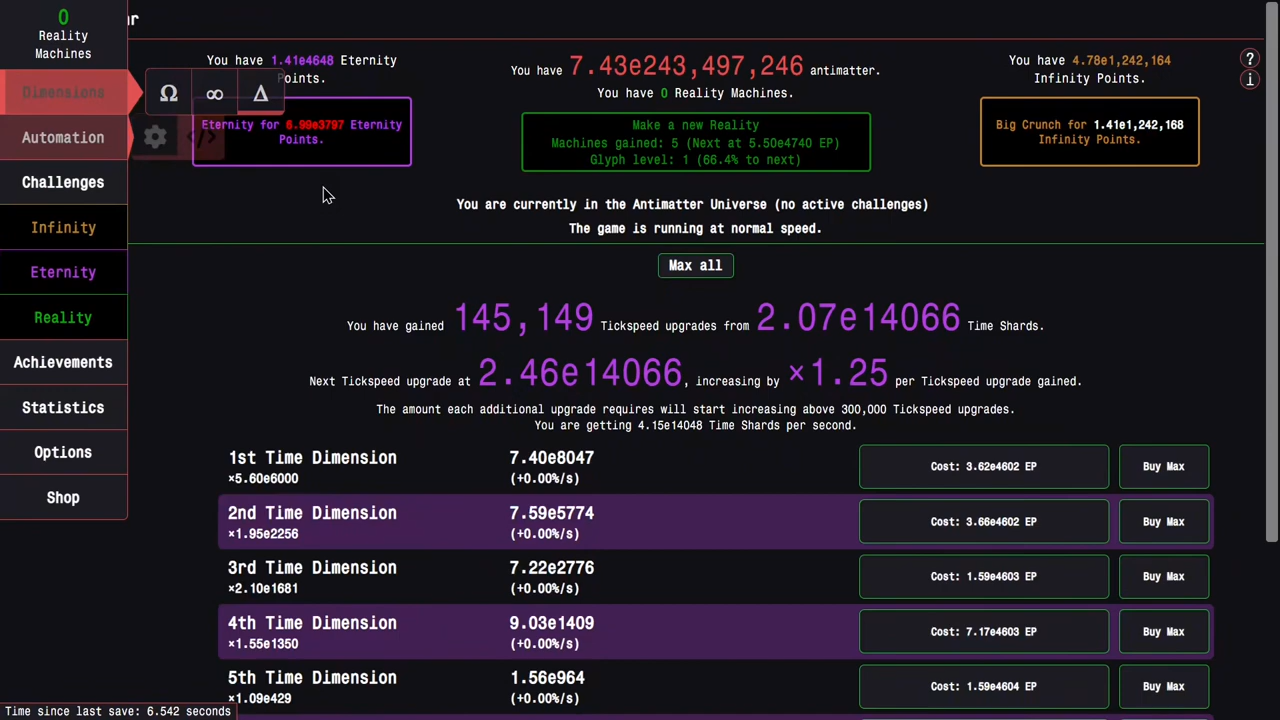 0
Reality
Machines
ar
Dimensions
Ω ∞ Δ
Automation
</>
Challenges
Infinity
Eternity
Reality
Achievements
Statistics
Options
Shop
You have 1.41e4648 Eternity
Points.
Eternity for 6.99e3797 Eternity
Points.
You have 7.43e243,497,246 antimatter.
You have 0 Reality Machines.
Make a new Reality
Machines gained: 5 (Next at 5.50e4740 EP)
Glyph level: 1 (66.4% to next)
You have 4.78e1,242,164
Infinity Points.
Big Crunch for 1.41e1,242,168
Infinity Points.
?
i
You are currently in the Antimatter Universe (no active challenges)
The game is running at normal speed.
Max all
You have gained 145,149 Tickspeed upgrades from 2.07e14066 Time Shards.
Next Tickspeed upgrade at 2.46e14066, increasing by ×1.25 per Tickspeed upgrade gained.
The amount each additional upgrade requires will start increasing above 300,000 Tickspeed upgrades.
You are getting 4.15e14048 Time Shards per second.
1st Time Dimension 7.40e8047 Cost: 3.62e4602 EP Buy Max
×5.60e6000 (+0.00%/s)
2nd Time Dimension 7.59e5774 Cost: 3.66e4602 EP Buy Max
×1.95e2256 (+0.00%/s)
3rd Time Dimension 7.22e2776 Cost: 1.59e4603 EP Buy Max
×2.10e1681 (+0.00%/s)
4th Time Dimension 9.03e1409 Cost: 7.17e4603 EP Buy Max
×1.55e1350 (+0.00%/s)
5th Time Dimension 1.56e964 Cost: 1.59e4604 EP Buy Max
×1.09e429 (+0.00%/s)
Time since last save: 6.542 seconds